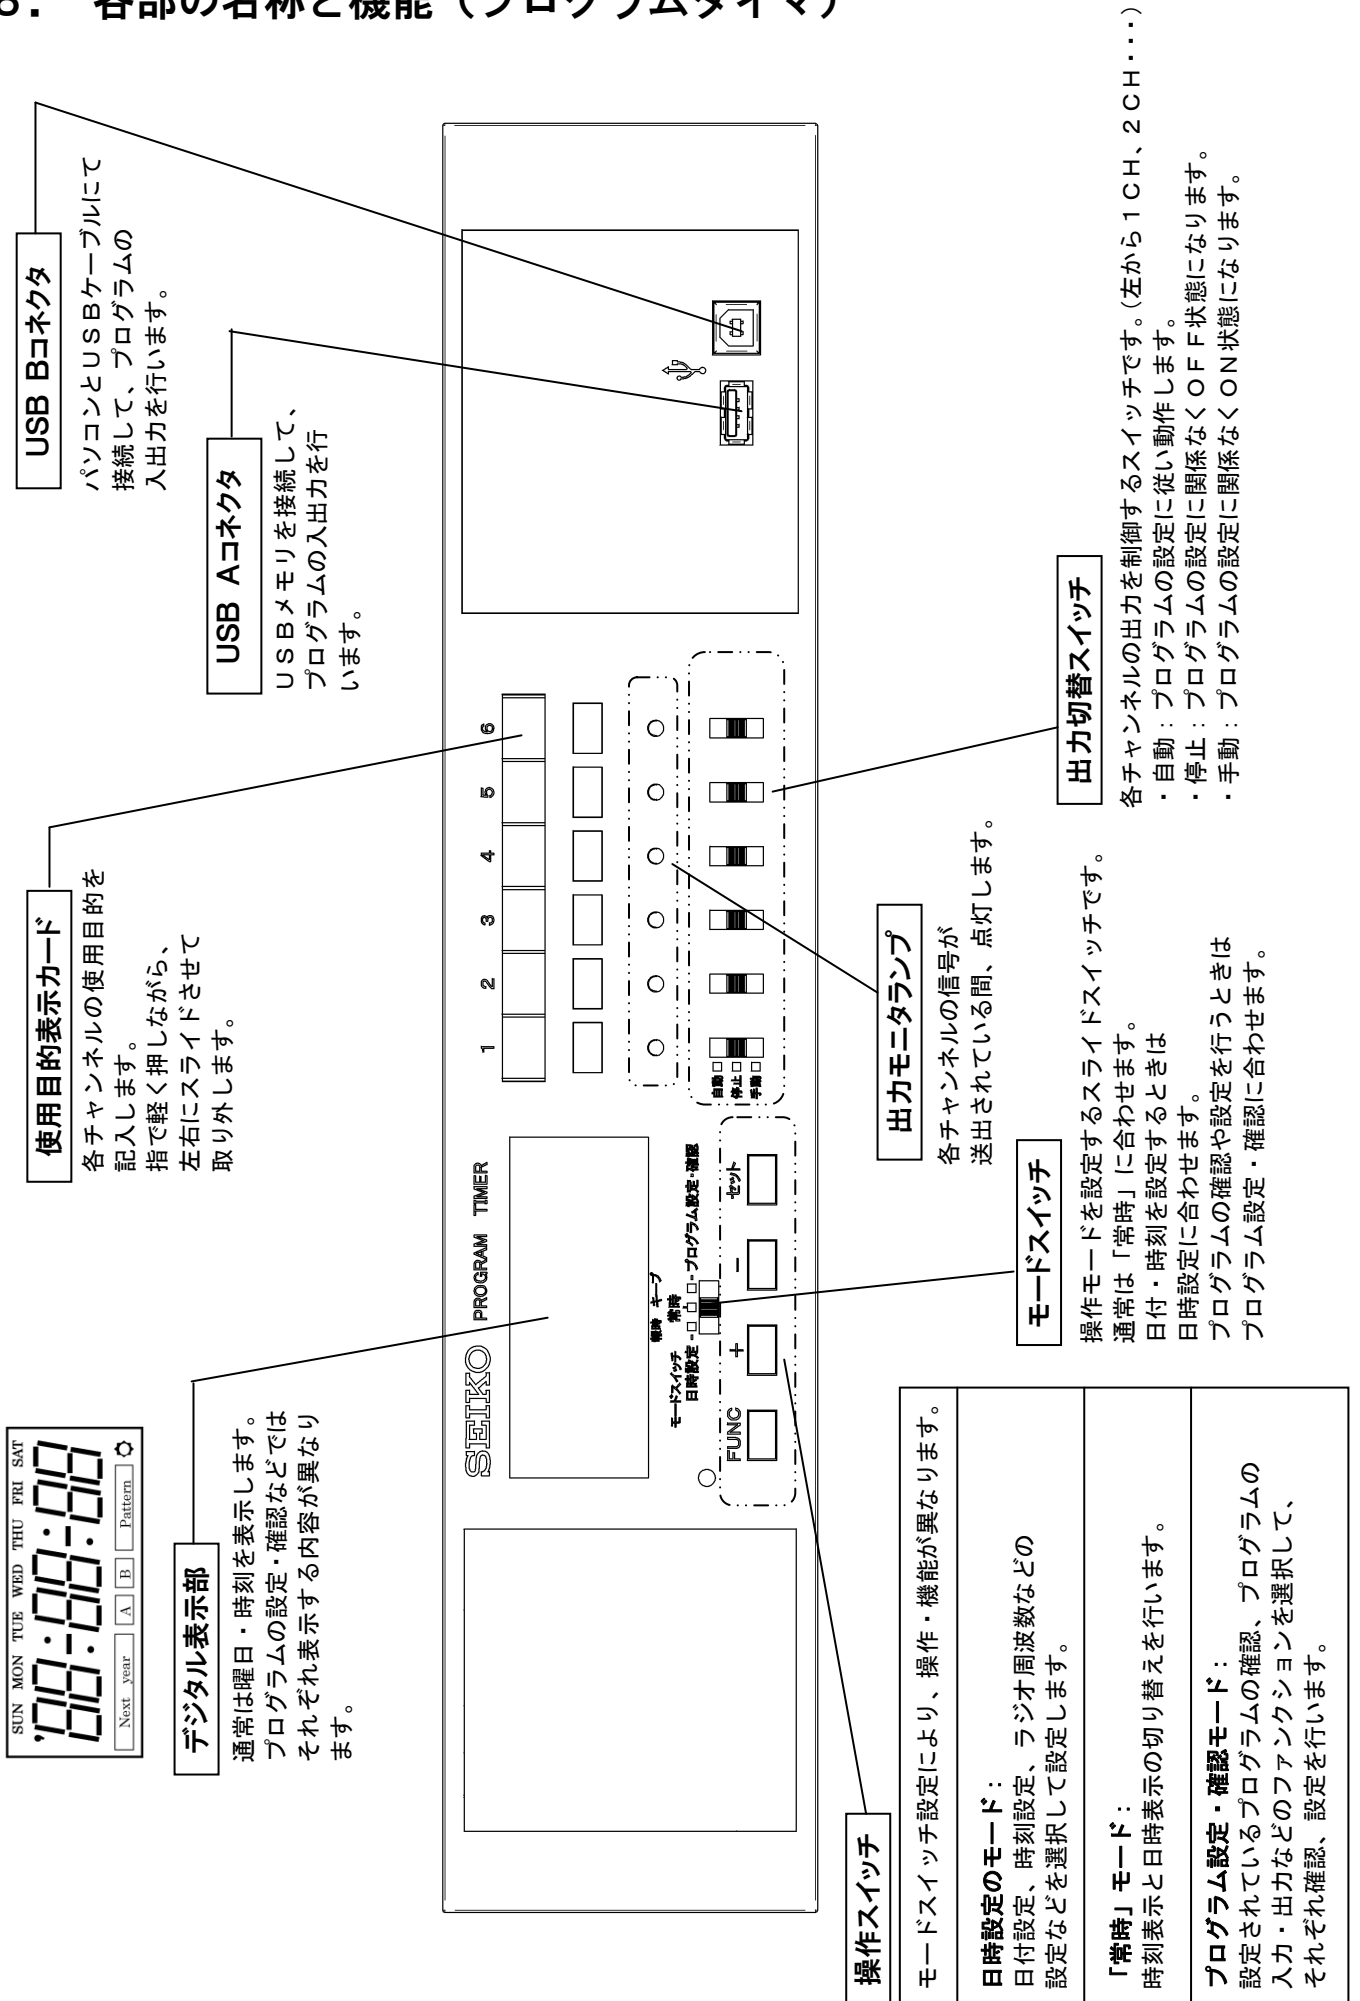 各部の名称と機能（プログラムタイマ）
USB Bコネクタ
パソコンとＵＳＢケーブルにて
接続して、プログラムの
入出力を行います。
USB Aコネクタ
ＵＳＢメモリを接続して、
プログラムの入出力を行
います。
使用目的表示カード
各チャンネルの使用目的を
記入します。
指で軽く押しながら、
左右にスライドさせて
取り外します。
SUN MON TUE WED THU FRI SAT
'88:88:88
Next year A B Pattern
デジタル表示部
通常は曜日・時刻を表示します。
プログラムの設定・確認などでは
それぞれ表示する内容が異なり
ます。
SEIKO PROGRAM TIMER
1 2 3 4 5 6
報時 キープ
モードスイッチ 常時
日時設定 プログラム設定・確認
FUNC + − セット
自動
停止
手動
出力切替スイッチ
各チャンネルの出力を制御するスイッチです。（左から１ＣＨ、２ＣＨ・・・）
・自動：プログラムの設定に従い動作します。
・停止：プログラムの設定に関係なくＯＦＦ状態になります。
・手動：プログラムの設定に関係なくＯＮ状態になります。
出力モニタランプ
各チャンネルの信号が
送出されている間、点灯します。
モードスイッチ
操作モードを設定するスライドスイッチです。
通常は「常時」に合わせます。
日付・時刻を設定するときは
日時設定に合わせます。
プログラムの確認や設定を行うときは
プログラム設定・確認に合わせます。
操作スイッチ
モードスイッチ設定により、操作・機能が異なります。
日時設定のモード：
日付設定、時刻設定、ラジオ周波数などの
設定などを選択して設定します。
「常時」モード：
時刻表示と日時表示の切り替えを行います。
プログラム設定・確認モード：
設定されているプログラムの確認、プログラムの
入力・出力などのファンクションを選択して、
それぞれ確認、設定を行います。